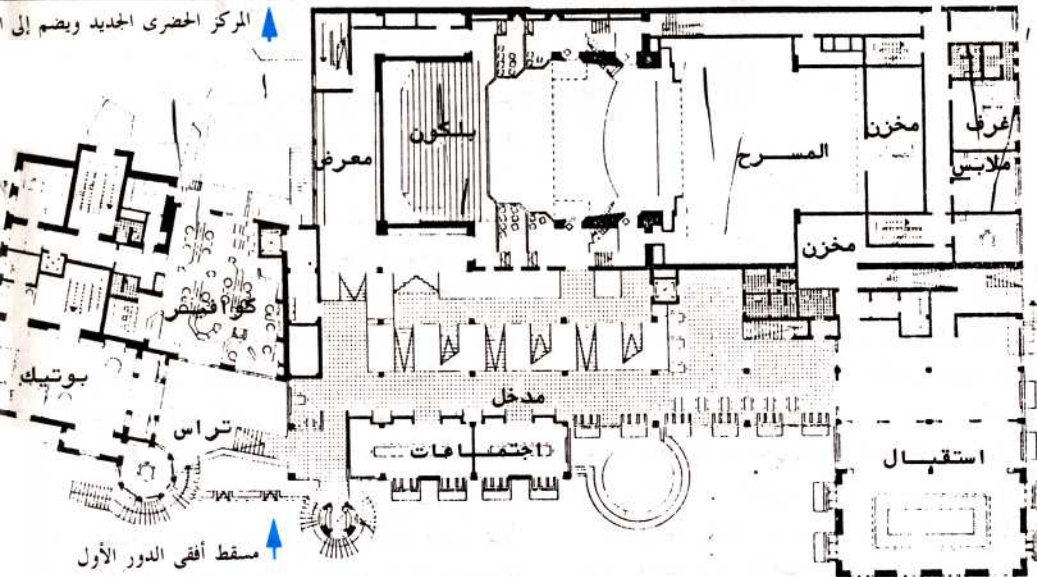 المركز الحضرى الجديد ويضم إلى
معرض
بلكون
المسرح
مخزن
غرف
ملابس
مخزن
كوافير
بوتيك
تراس
مدخل
اجتماعات
استقبال
مسقط أفقى الدور الأول